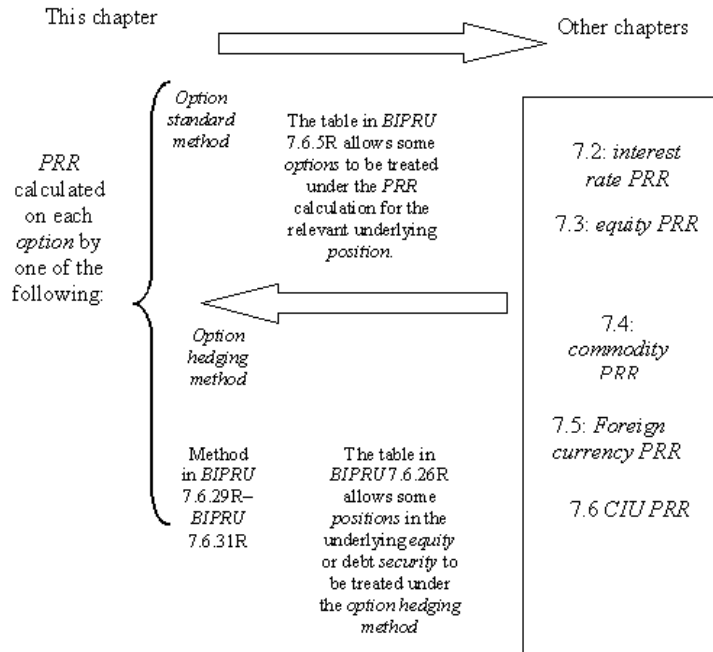 This chapter
Other chapters
PRR
calculated
on each
option by
one of the
following:
Option
standard
method
The table in BIPRU
7.6.5R allows some
options to be treated
under the PRR
calculation for the
relevant underlying
position.
Option
hedging
method
Method
in BIPRU
7.6.29R–
BIPRU
7.6.31R
The table in
BIPRU 7.6.26R
allows some
positions in the
underlying equity
or debt security to
be treated under
the option hedging
method
7.2: interest
rate PRR
7.3: equity PRR
7.4:
commodity
PRR
7.5: Foreign
currency PRR
7.6 CIU PRR